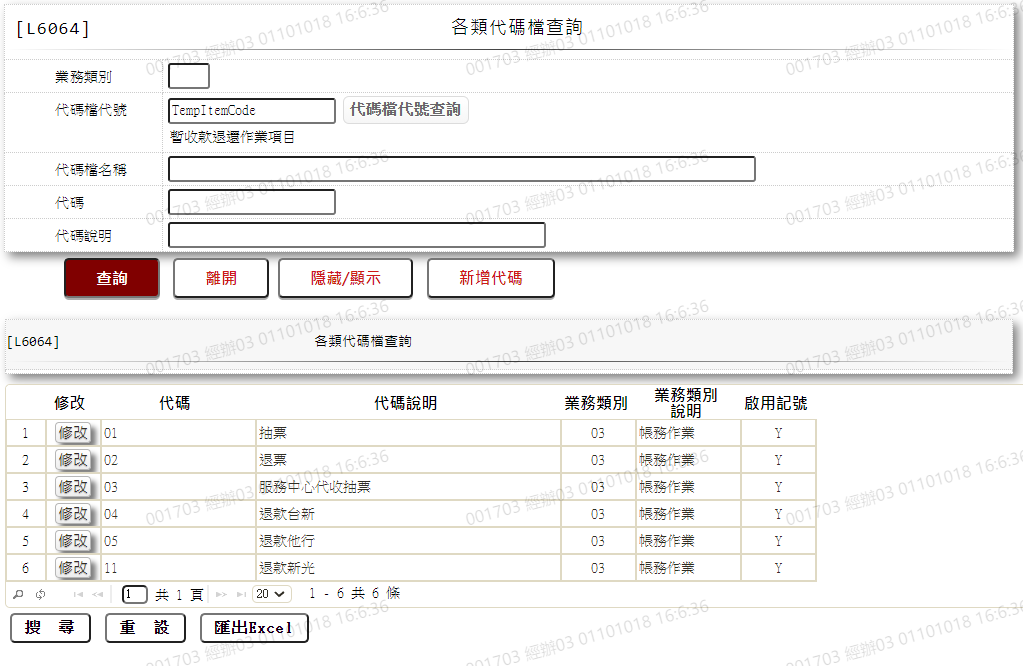 [L6064] 各類代碼檔查詢
業務類別
代碼檔代號 TempItemCode 代碼檔代號查詢
暫收款退還作業項目
代碼檔名稱
代碼
代碼說明
查詢 離開 隱藏/顯示 新增代碼
[L6064] 各類代碼檔查詢
修改 代碼 代碼說明 業務類別 業務類別說明 啟用記號
1 修改 01 抽票 03 帳務作業 Y
2 修改 02 退票 03 帳務作業 Y
3 修改 03 服務中心代收抽票 03 帳務作業 Y
4 修改 04 退款台新 03 帳務作業 Y
5 修改 05 退款他行 03 帳務作業 Y
6 修改 11 退款新光 03 帳務作業 Y
1 共 1 頁 20 1 - 6 共 6 條
搜 尋 重 設 匯出Excel
001703 經辦03 01101018 16:6:36